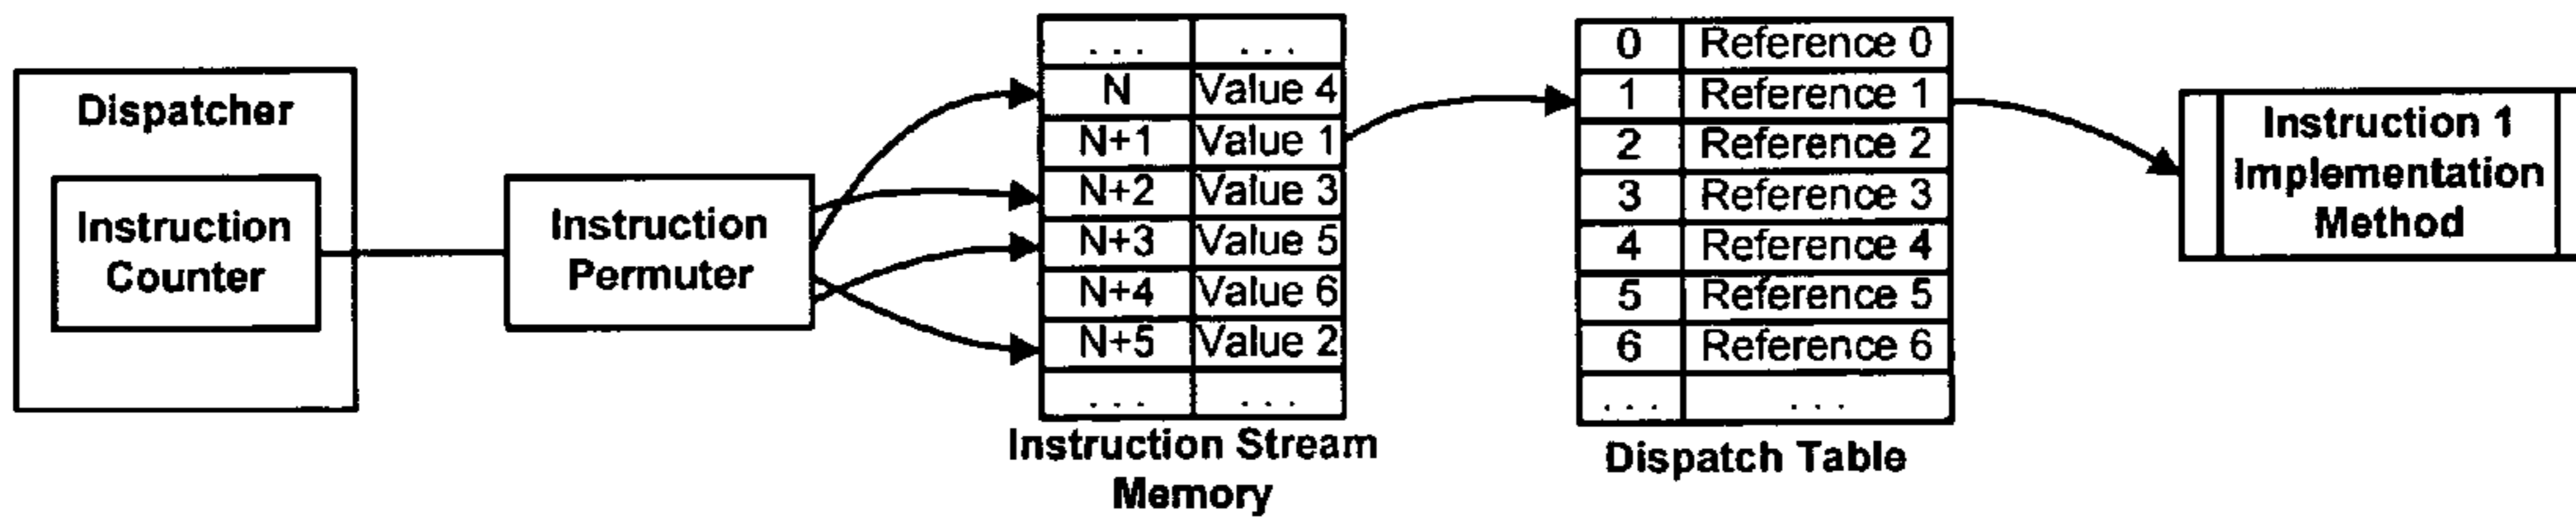 Dispatcher
Instruction
Counter
Instruction
Permuter
. . . . . .
N Value 4
N+1 Value 1
N+2 Value 3
N+3 Value 5
N+4 Value 6
N+5 Value 2
. . . . . .
Instruction Stream
Memory
0 Reference 0
1 Reference 1
2 Reference 2
3 Reference 3
4 Reference 4
5 Reference 5
6 Reference 6
. . . . . .
Dispatch Table
Instruction 1
Implementation
Method